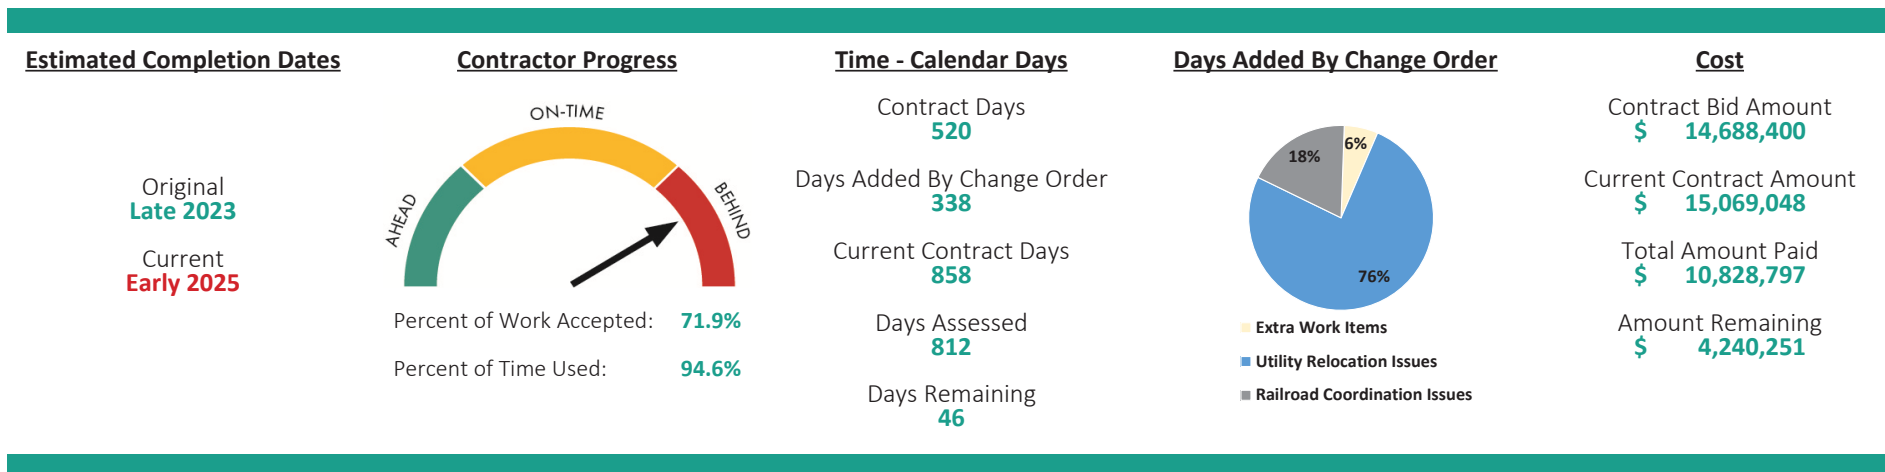 Estimated Completion Dates
Original
Late 2023
Current
Early 2025
Contractor Progress
ON-TIME
AHEAD
BEHIND
Percent of Work Accepted: 71.9%
Percent of Time Used: 94.6%
Time - Calendar Days
Contract Days
520
Days Added By Change Order
338
Current Contract Days
858
Days Assessed
812
Days Remaining
46
Days Added By Change Order
6%
18%
76%
Extra Work Items
Utility Relocation Issues
Railroad Coordination Issues
Cost
Contract Bid Amount
$ 14,688,400
Current Contract Amount
$ 15,069,048
Total Amount Paid
$ 10,828,797
Amount Remaining
$ 4,240,251